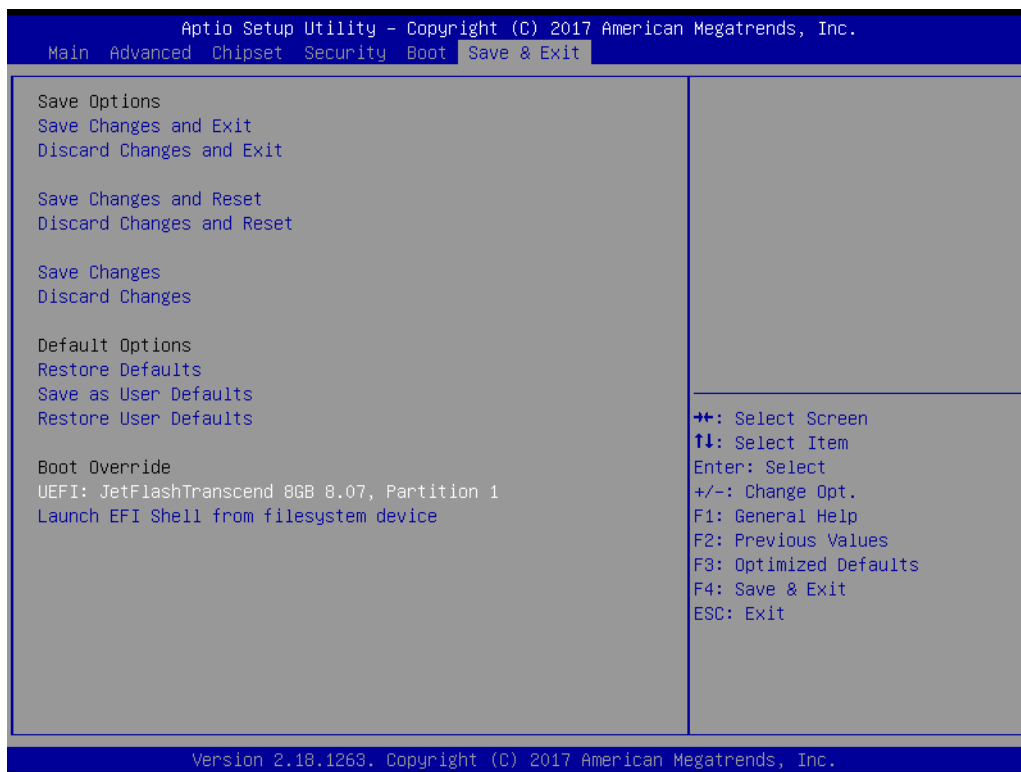 Aptio Setup Utility – Copyright (C) 2017 American Megatrends, Inc.
Main Advanced Chipset Security Boot Save & Exit
Save Options
Save Changes and Exit
Discard Changes and Exit
Save Changes and Reset
Discard Changes and Reset
Save Changes
Discard Changes
Default Options
Restore Defaults
Save as User Defaults
Restore User Defaults
Boot Override
UEFI: JetFlashTranscend 8GB 8.07, Partition 1
Launch EFI Shell from filesystem device
→←: Select Screen
↑↓: Select Item
Enter: Select
+/-: Change Opt.
F1: General Help
F2: Previous Values
F3: Optimized Defaults
F4: Save & Exit
ESC: Exit
Version 2.18.1263. Copyright (C) 2017 American Megatrends, Inc.